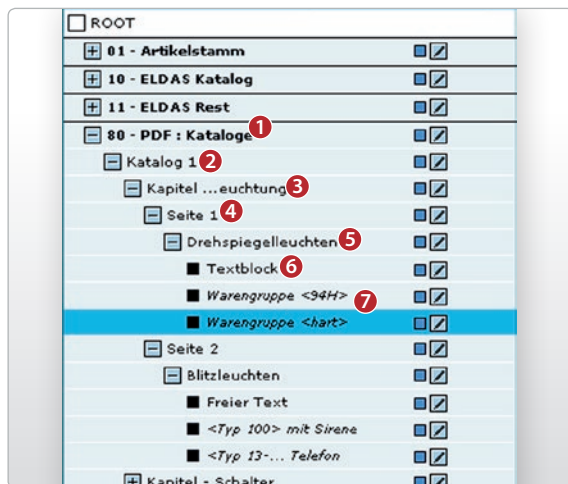 ROOT
01 - Artikelstamm
10 - ELDAS Katalog
11 - ELDAS Rest
80 - PDF : Kataloge 1
Katalog 1 2
Kapitel ...euchtung 3
Seite 1 4
Drehspiegelleuchten 5
Textblock 6
Warengruppe <94H> 7
Warengruppe <hart>
Seite 2
Blitzleuchten
Freier Text
<Typ 100> mit Sirene
<Typ 13-... Telefon
Kapitel - Schalter